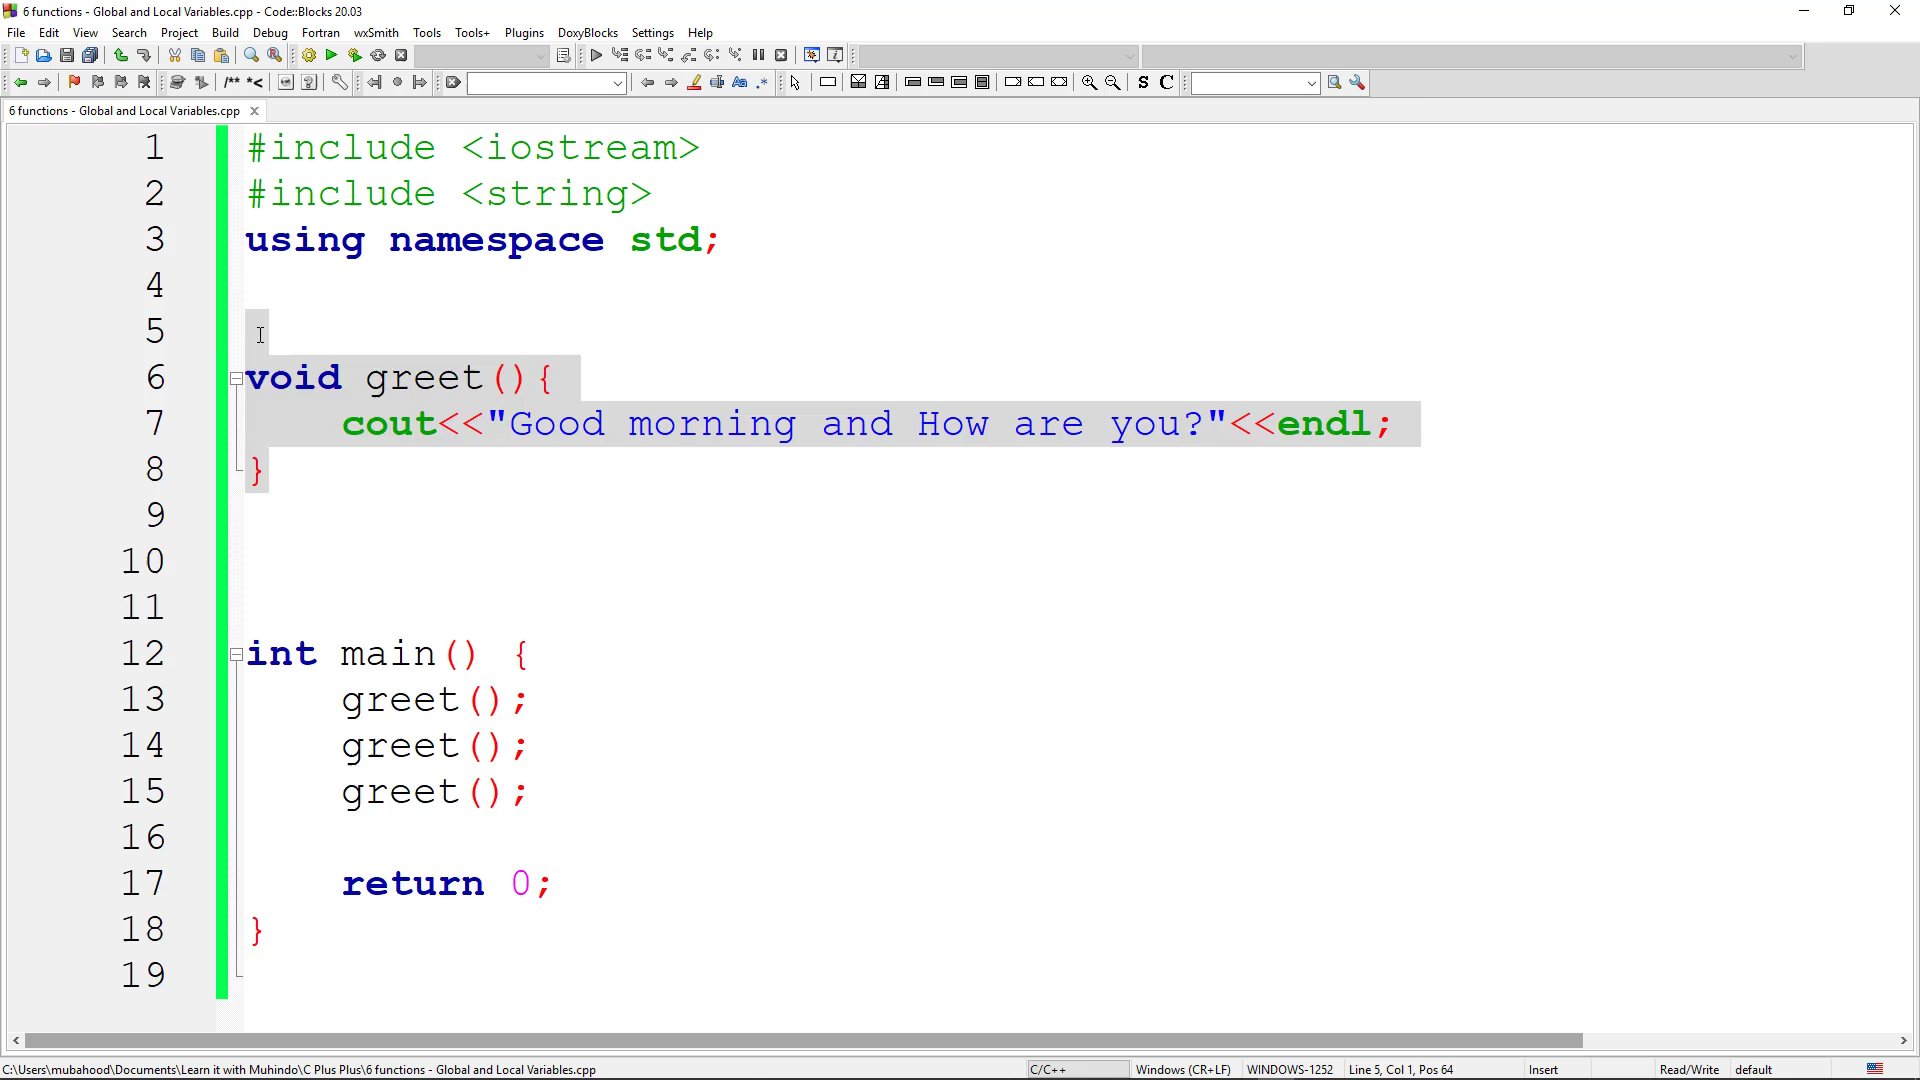 6 functions - Global and Local Variables.cpp - Code::Blocks 20.03
File Edit View Search Project Build Debug Fortran wxSmith Tools Tools+ Plugins DoxyBlocks Settings Help
/** *< Aa .* S C
6 functions - Global and Local Variables.cpp
1 #include <iostream>
2 #include <string>
3 using namespace std;
4
5
6 void greet(){
7 cout<<"Good morning and How are you?"<<endl;
8 }
9
10
11
12 int main() {
13 greet();
14 greet();
15 greet();
16
17 return 0;
18 }
19
C:\Users\mubahood\Documents\Learn it with Muhindo\C Plus Plus\6 functions - Global and Local Variables.cpp C/C++ Windows (CR+LF) WINDOWS-1252 Line 5, Col 1, Pos 64 Insert Read/Write default